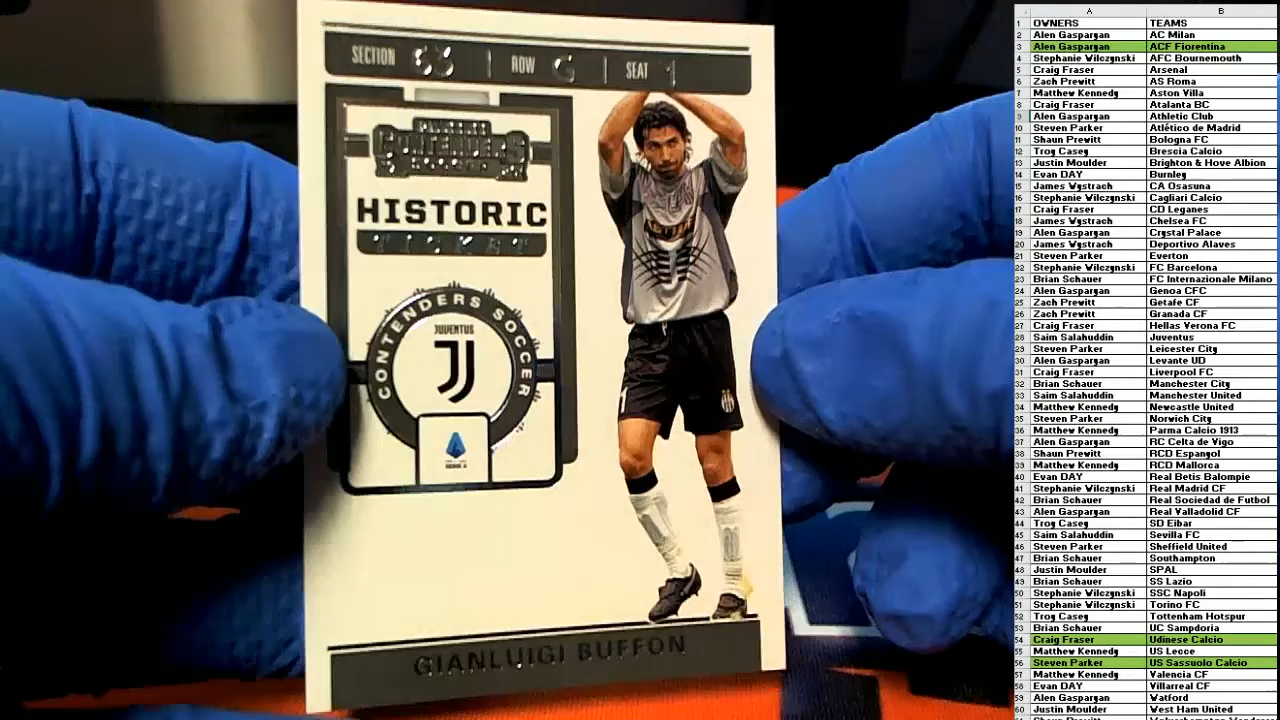 SECTION 53 ROW G SEAT 1
PANINI
CONTENDERS
SOCCER
HISTORIC
TICKET
CONTENDERS SOCCER
JUVENTUS
SERIE A
GIANLUIGI BUFFON
A B
1 OWNERS TEAMS
2 Alen Gaspargan AC Milan
3 Alen Gaspargan ACF Fiorentina
4 Stephanie Wilczynski AFC Bournemouth
5 Craig Fraser Arsenal
6 Zach Prewitt AS Roma
7 Matthew Kennedy Aston Villa
8 Craig Fraser Atalanta BC
9 Alen Gaspargan Athletic Club
10 Steven Parker Atlético de Madrid
11 Shaun Prewitt Bologna FC
12 Troy Casey Brescia Calcio
13 Justin Moulder Brighton & Hove Albion
14 Evan DAY Burnley
15 James Wystrach CA Osasuna
16 Stephanie Wilczynski Cagliari Calcio
17 Craig Fraser CD Leganes
18 James Wystrach Chelsea FC
19 Alen Gaspargan Crystal Palace
20 James Wystrach Deportivo Alaves
21 Steven Parker Everton
22 Stephanie Wilczynski FC Barcelona
23 Brian Schauer FC Internazionale Milano
24 Alen Gaspargan Genoa CFC
25 Zach Prewitt Getafe CF
26 Zach Prewitt Granada CF
27 Craig Fraser Hellas Verona FC
28 Saim Salahuddin Juventus
29 Steven Parker Leicester City
30 Alen Gaspargan Levante UD
31 Craig Fraser Liverpool FC
32 Brian Schauer Manchester City
33 Saim Salahuddin Manchester United
34 Matthew Kennedy Newcastle United
35 Steven Parker Norwich City
36 Matthew Kennedy Parma Calcio 1913
37 Alen Gaspargan RC Celta de Vigo
38 Shaun Prewitt RCD Espanyol
39 Matthew Kennedy RCD Mallorca
40 Evan DAY Real Betis Balompie
41 Stephanie Wilczynski Real Madrid CF
42 Brian Schauer Real Sociedad de Futbol
43 Alen Gaspargan Real Valladolid CF
44 Troy Casey SD Eibar
45 Saim Salahuddin Sevilla FC
46 Steven Parker Sheffield United
47 Brian Schauer Southampton
48 Justin Moulder SPAL
49 Brian Schauer SS Lazio
50 Stephanie Wilczynski SSC Napoli
51 Stephanie Wilczynski Torino FC
52 Troy Casey Tottenham Hotspur
53 Brian Schauer UC Sampdoria
54 Craig Fraser Udinese Calcio
55 Matthew Kennedy US Lecce
56 Steven Parker US Sassuolo Calcio
57 Matthew Kennedy Valencia CF
58 Evan DAY Villarreal CF
59 Alen Gaspargan Watford
60 Justin Moulder West Ham United